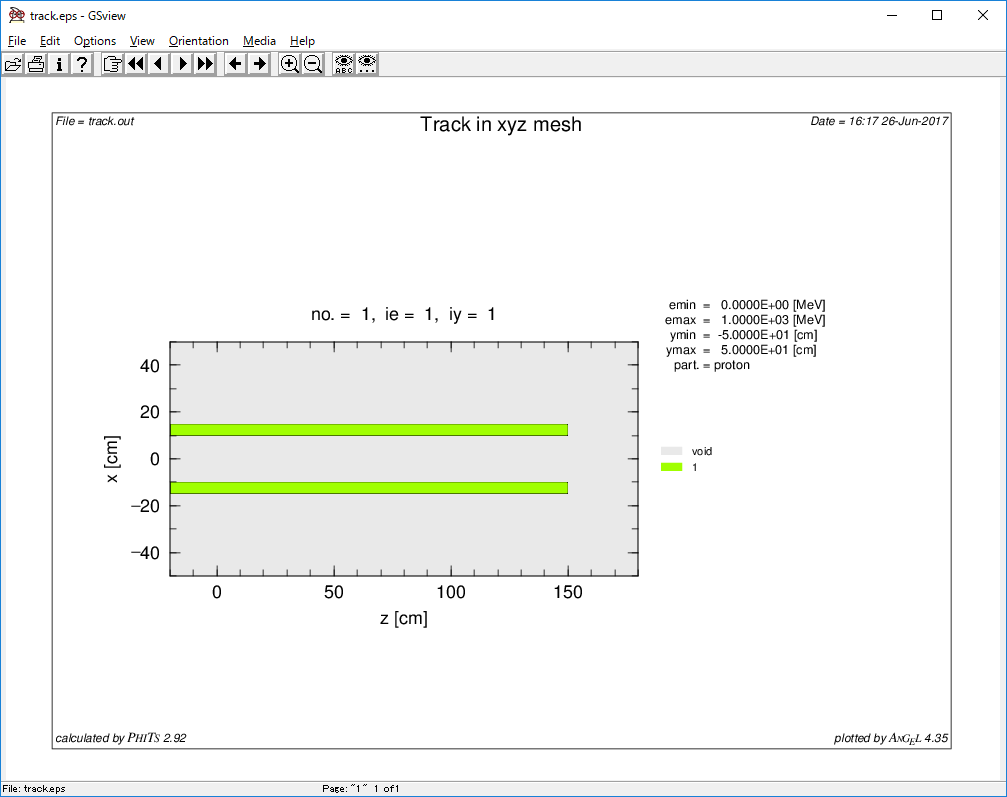 track.eps - GSview
File Edit Options View Orientation Media Help
i ? ABC
File = track.out Track in xyz mesh Date = 16:17 26-Jun-2017
no. = 1, ie = 1, iy = 1
emin = 0.0000E+00 [MeV]
emax = 1.0000E+03 [MeV]
ymin = -5.0000E+01 [cm]
ymax = 5.0000E+01 [cm]
part. = proton
40
20
0
−20
−40
x [cm]
void
1
0 50 100 150
z [cm]
calculated by PHITS 2.92 plotted by ANGEL 4.35
File: track.eps Page: "1" 1 of 1